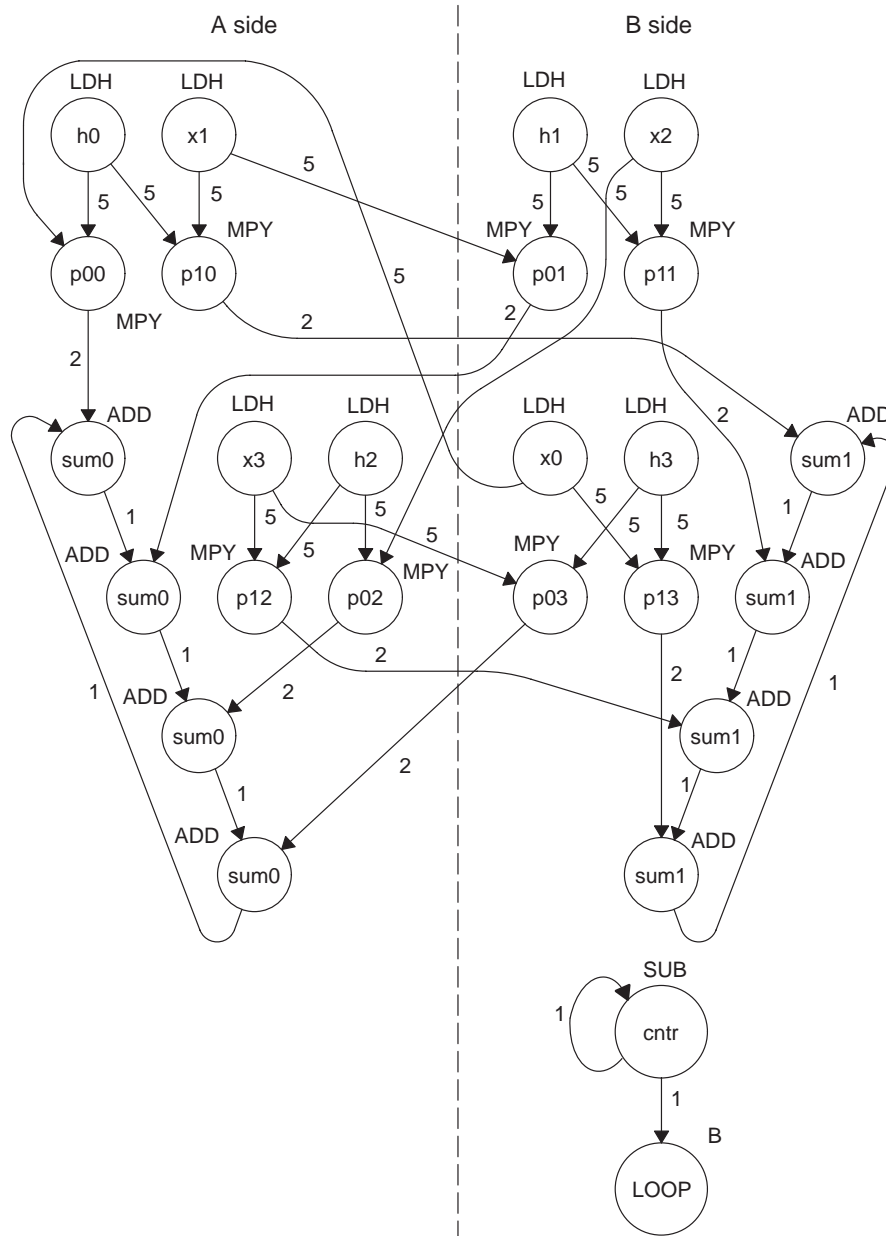 A side B side
LDH LDH LDH LDH
h0 x1 h1 x2
5 5
5 5 5 5 5 5
MPY MPY MPY
p00 p10 5 p01 p11
MPY 2 2
2
LDH LDH LDH LDH
ADD 2 ADD
sum0 x3 h2 x0 h3 sum1
5 5 5 5 1
1 5 5 5
ADD MPY MPY MPY ADD
MPY
sum0 p12 p02 p03 p13 sum1
1 2 1
1 ADD 2 2 ADD 1
sum0 sum1
2
1 1
ADD ADD
sum0 sum1
SUB
1 cntr
1
B
LOOP